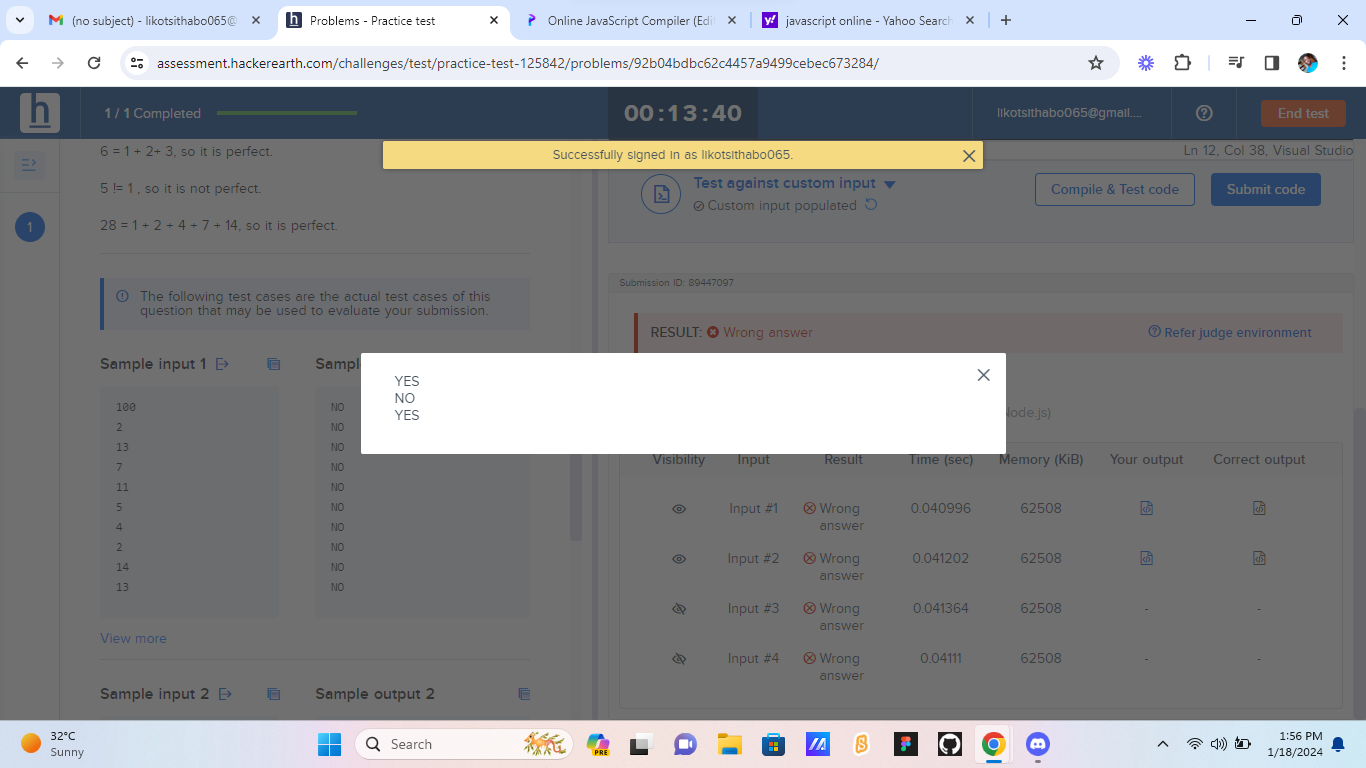 (no subject) - likotsithabo065@
Problems - Practice test
Online JavaScript Compiler (Edi
javascript online - Yahoo Search
assessment.hackerearth.com/challenges/test/practice-test-125842/problems/92b04bdbc62c4457a9499cebec673284/
h
1 / 1 Completed
00:13:40
likotsithabo065@gmail....
End test
Successfully signed in as likotsithabo065.
6 = 1 + 2+ 3, so it is perfect.
5 != 1 , so it is not perfect.
28 = 1 + 2 + 4 + 7 + 14, so it is perfect.
1
The following test cases are the actual test cases of this
question that may be used to evaluate your submission.
Sample input 1
Sampl
100
2
13
7
11
5
4
2
14
13
NO
NO
NO
NO
NO
NO
NO
NO
NO
NO
View more
Sample input 2
Sample output 2
Ln 12, Col 38, Visual Studio
Test against custom input
Custom input populated
Compile & Test code
Submit code
Submission ID: 89447097
RESULT: Wrong answer
Refer judge environment
YES
NO
YES
Node.js)
Visibility Input Result Time (sec) Memory (KiB) Your output Correct output
Input #1 Wrong answer 0.040996 62508
Input #2 Wrong answer 0.041202 62508
Input #3 Wrong answer 0.041364 62508 - -
Input #4 Wrong answer 0.04111 62508 - -
32°C
Sunny
Search
PRE
1:56 PM
1/18/2024